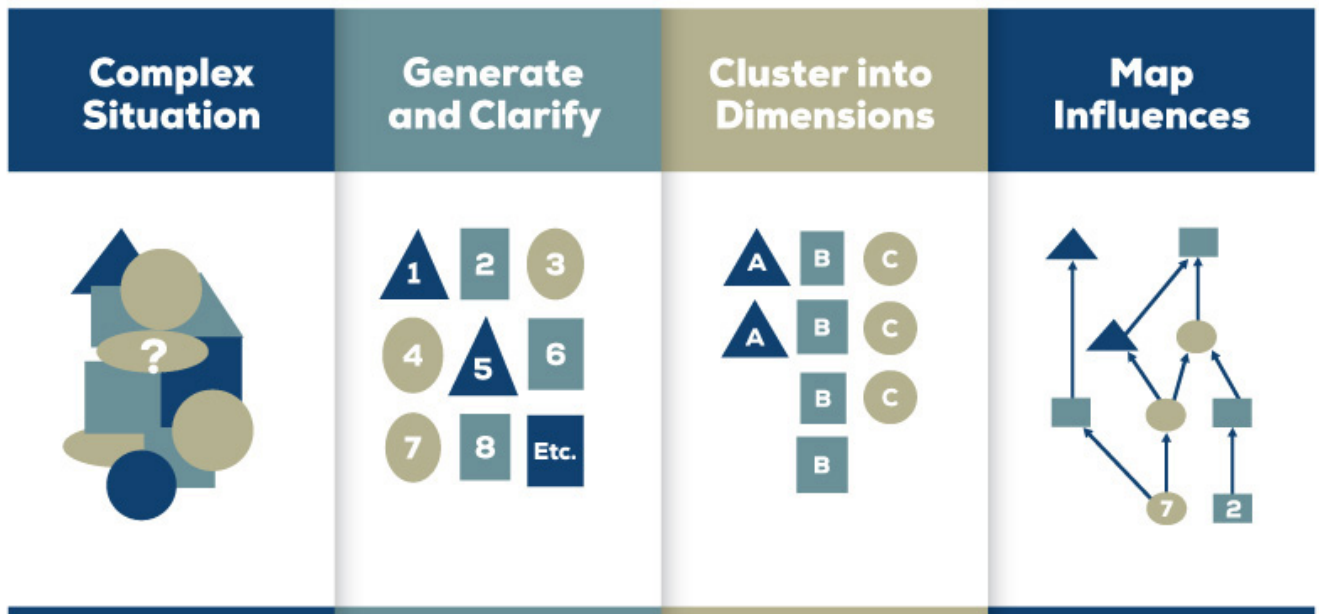 Complex
Situation
Generate
and Clarify
Cluster into
Dimensions
Map
Influences
?
1 2 3
4 5 6
7 8 Etc.
A B C
A B C
B C
B
7 2